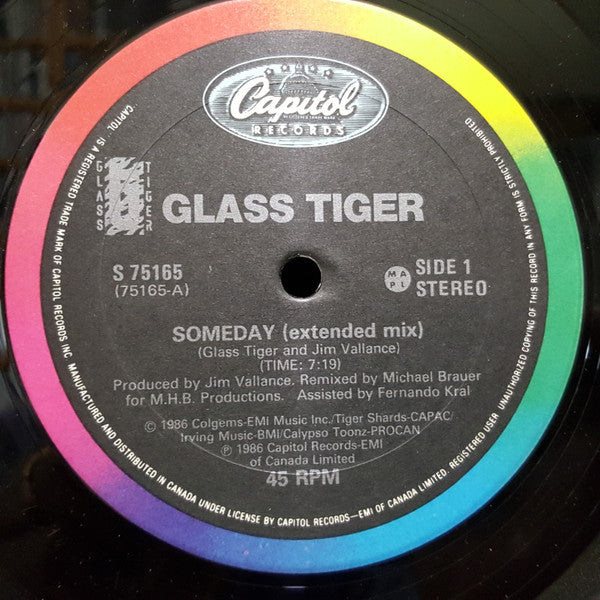 Capitol
RECORDS
GLASS
TIGER
GLASS TIGER
S 75165
(75165-A)
MAPL
SIDE 1
STEREO
SOMEDAY (extended mix)
(Glass Tiger and Jim Vallance)
(TIME: 7:19)
Produced by Jim Vallance. Remixed by Michael Brauer
for M.H.B. Productions. Assisted by Fernando Kral
© 1986 Colgems-EMI Music Inc./Tiger Shards-CAPAC/
Irving Music-BMI/Calypso Toonz-PROCAN
℗ 1986 Capitol Records-EMI
of Canada Limited
45 RPM
CAPITOL IS A REGISTERED TRADE MARK OF CAPITOL RECORDS INC. MANUFACTURED AND DISTRIBUTED IN CANADA UNDER LICENSE BY CAPITOL RECORDS—EMI OF CANADA LIMITED. REGISTERED USER. UNAUTHORIZED COPYING OF THIS RECORD IN ANY FORM IS STRICTLY PROHIBITED